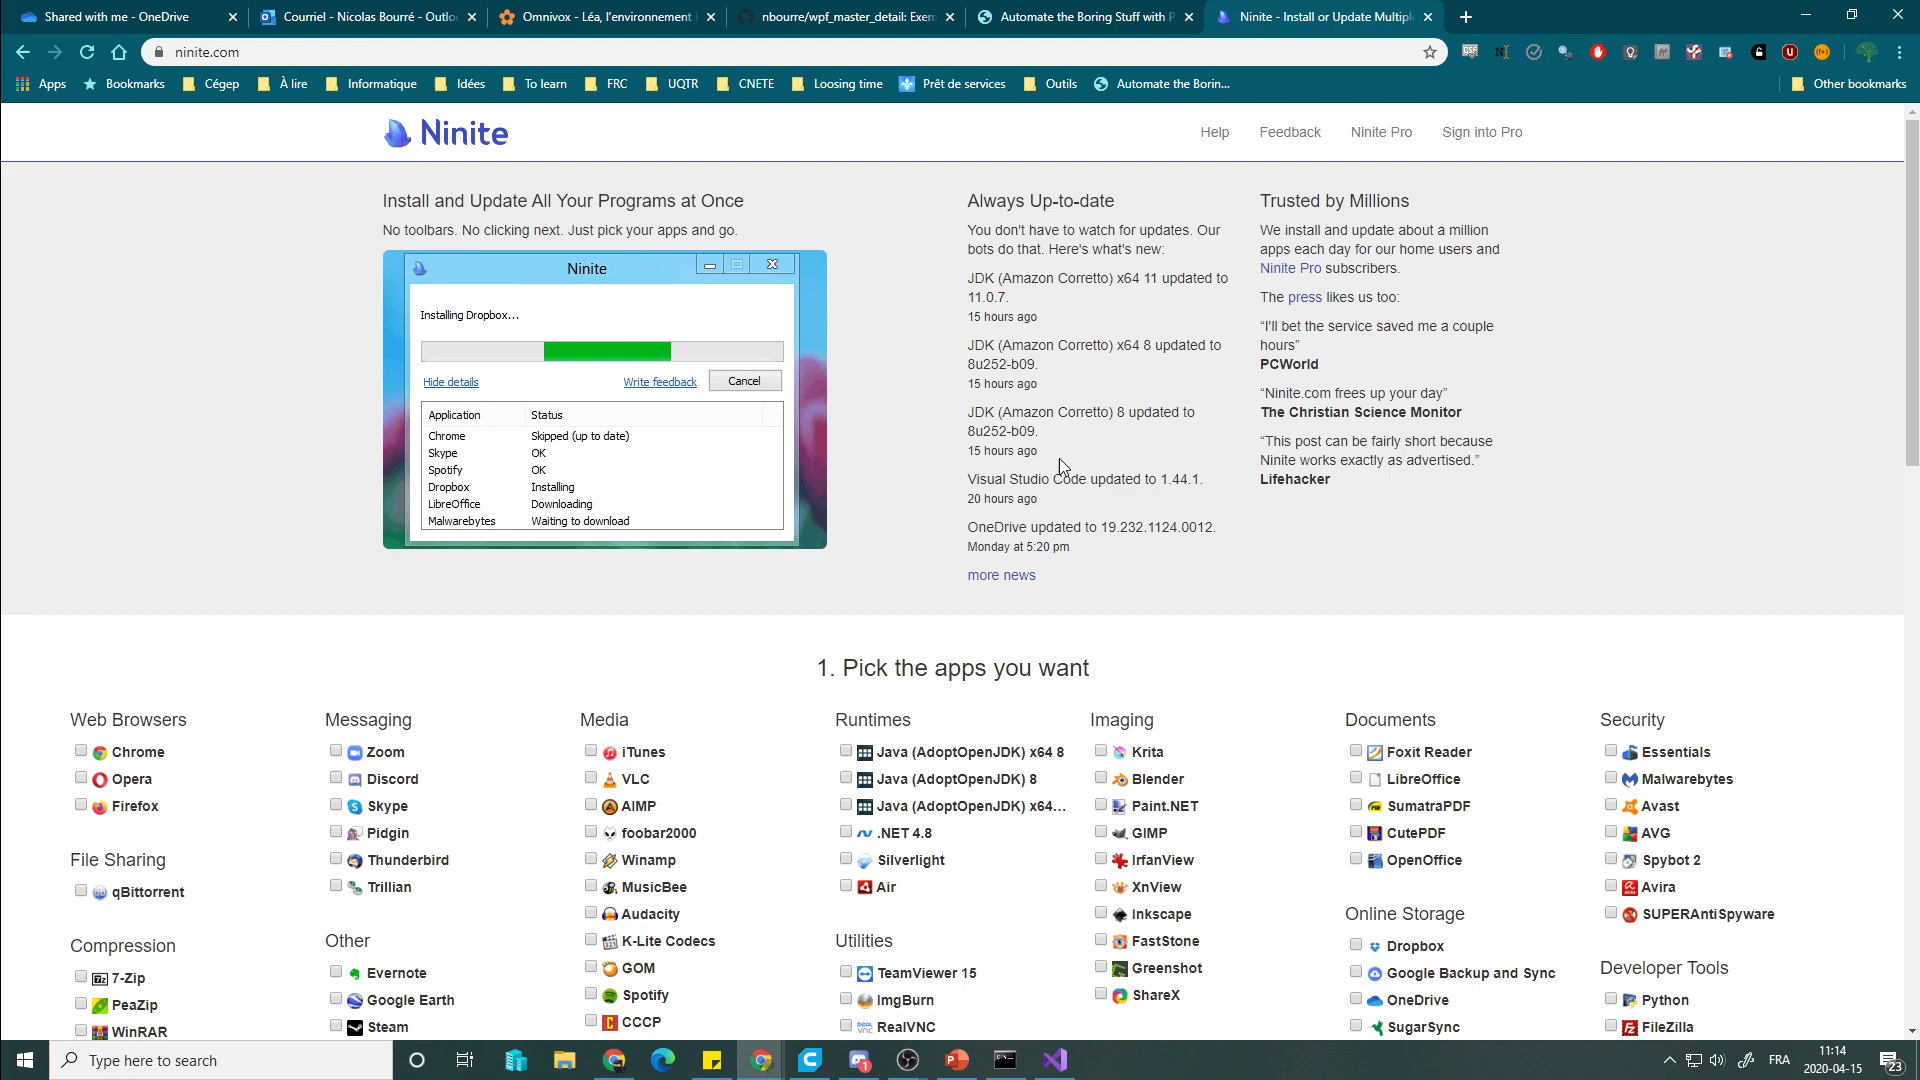 Shared with me - OneDrive
Courriel - Nicolas Bourré - Outlo
Omnivox - Léa, l'environnement
nbourre/wpf_master_detail: Exem
Automate the Boring Stuff with P
Ninite - Install or Update Multipl
ninite.com
Apps
Bookmarks
Cégep
À lire
Informatique
Idées
To learn
FRC
UQTR
CNETE
Loosing time
Prêt de services
Outils
Automate the Borin...
Other bookmarks
Ninite
Help
Feedback
Ninite Pro
Sign into Pro
Install and Update All Your Programs at Once
No toolbars. No clicking next. Just pick your apps and go.
Ninite
Installing Dropbox...
Hide details
Write feedback
Cancel
Application Status
Chrome Skipped (up to date)
Skype OK
Spotify OK
Dropbox Installing
LibreOffice Downloading
Malwarebytes Waiting to download
Always Up-to-date
You don't have to watch for updates. Our
bots do that. Here's what's new:
JDK (Amazon Corretto) x64 11 updated to
11.0.7.
15 hours ago
JDK (Amazon Corretto) x64 8 updated to
8u252-b09.
15 hours ago
JDK (Amazon Corretto) 8 updated to
8u252-b09.
15 hours ago
Visual Studio Code updated to 1.44.1.
20 hours ago
OneDrive updated to 19.232.1124.0012.
Monday at 5:20 pm
more news
Trusted by Millions
We install and update about a million
apps each day for our home users and
Ninite Pro subscribers.
The press likes us too:
“I'll bet the service saved me a couple
hours”
PCWorld
“Ninite.com frees up your day”
The Christian Science Monitor
“This post can be fairly short because
Ninite works exactly as advertised.”
Lifehacker
1. Pick the apps you want
Web Browsers
Chrome
Opera
Firefox
File Sharing
qBittorrent
Compression
7-Zip
PeaZip
WinRAR
Messaging
Zoom
Discord
Skype
Pidgin
Thunderbird
Trillian
Other
Evernote
Google Earth
Steam
Media
iTunes
VLC
AIMP
foobar2000
Winamp
MusicBee
Audacity
K-Lite Codecs
GOM
Spotify
CCCP
Runtimes
Java (AdoptOpenJDK) x64 8
Java (AdoptOpenJDK) 8
Java (AdoptOpenJDK) x64...
.NET 4.8
Silverlight
Air
Utilities
TeamViewer 15
ImgBurn
RealVNC
Imaging
Krita
Blender
Paint.NET
GIMP
IrfanView
XnView
Inkscape
FastStone
Greenshot
ShareX
Documents
Foxit Reader
LibreOffice
SumatraPDF
CutePDF
OpenOffice
Online Storage
Dropbox
Google Backup and Sync
OneDrive
SugarSync
Security
Essentials
Malwarebytes
Avast
AVG
Spybot 2
Avira
SUPERAntiSpyware
Developer Tools
Python
FileZilla
Type here to search
FRA
11:14
2020-04-15
23